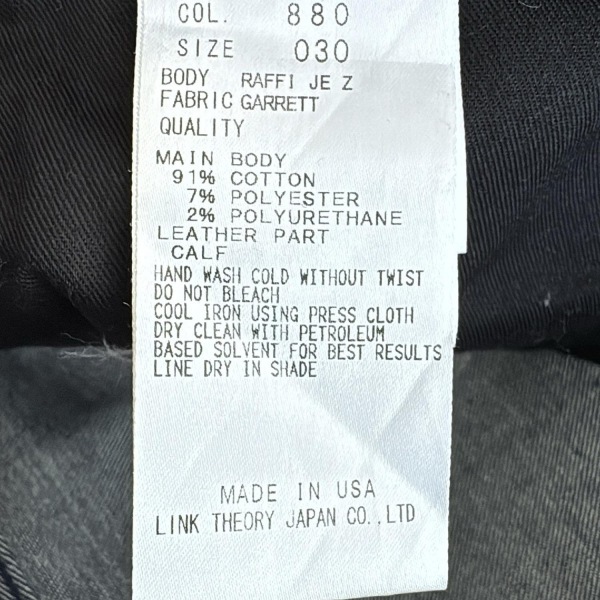 COL. 880
SIZE 030
BODY RAFFI JE Z
FABRIC GARRETT
QUALITY
MAIN BODY
91% COTTON
7% POLYESTER
2% POLYURETHANE
LEATHER PART
CALF
HAND WASH COLD WITHOUT TWIST
DO NOT BLEACH
COOL IRON USING PRESS CLOTH
DRY CLEAN WITH PETROLEUM
BASED SOLVENT FOR BEST RESULTS
LINE DRY IN SHADE
MADE IN USA
LINK THEORY JAPAN CO.,LTD